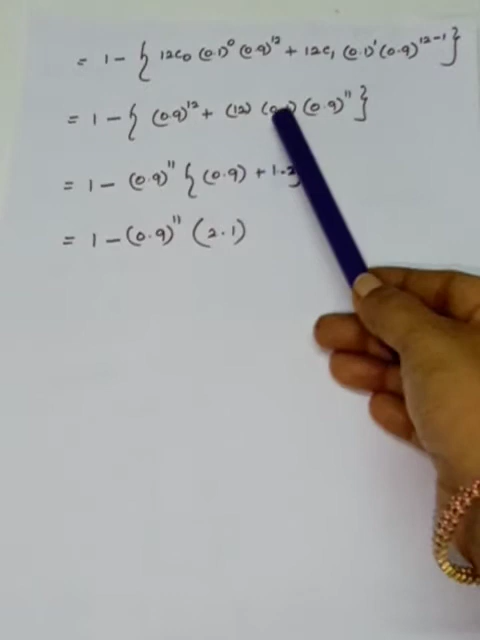 = 1 - { 12C₀ (0.1)⁰ (0.9)¹² + 12C₁ (0.1)¹ (0.9)¹²⁻¹ }
= 1 - { (0.9)¹² + (12) (0. ) (0.9)¹¹ }
= 1 - (0.9)¹¹ { (0.9) + 1.2 }
= 1 - (0.9)¹¹ (2.1)